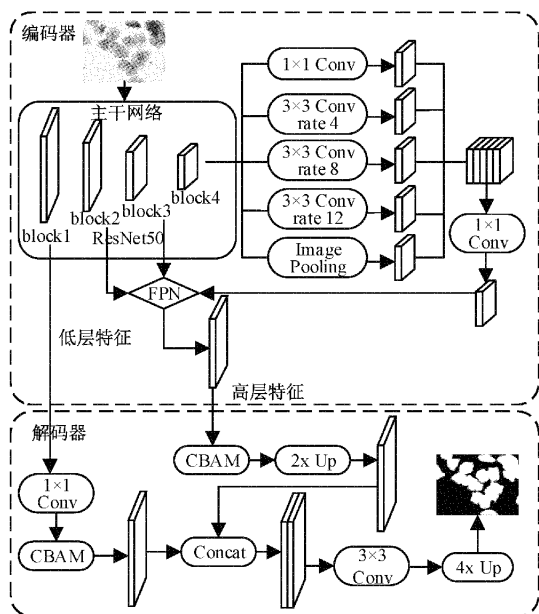 编码器
主干网络
block1
block2
block3
block4
ResNet50
1×1 Conv
3×3 Conv
rate 4
3×3 Conv
rate 8
3×3 Conv
rate 12
Image
Pooling
1×1
Conv
FPN
低层特征
高层特征
解码器
1×1
Conv
CBAM
CBAM
2x Up
Concat
3×3
Conv
4x Up